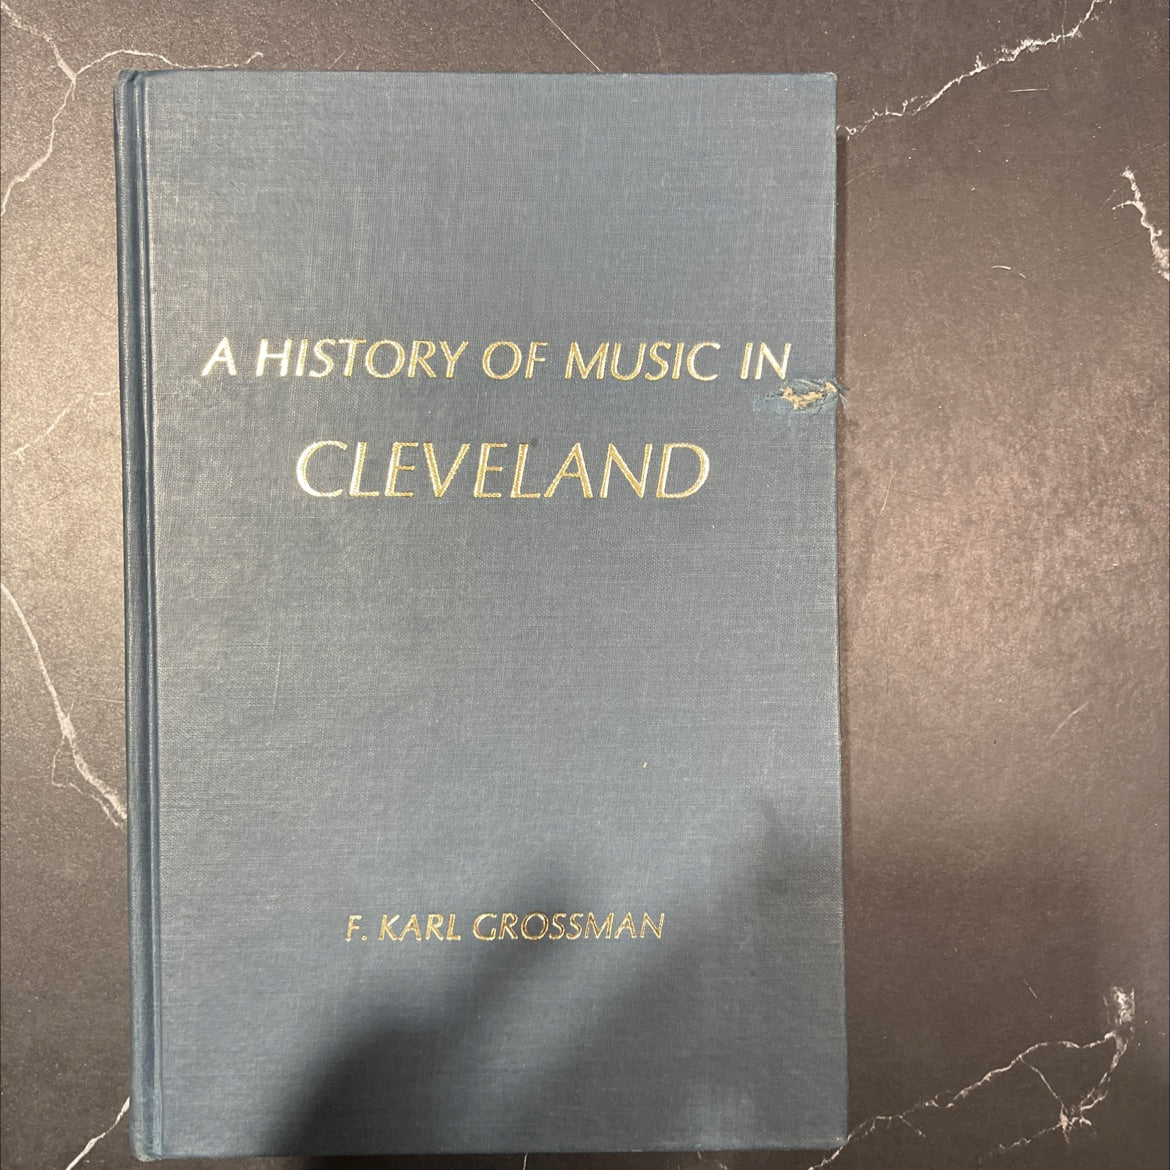 A HISTORY OF MUSIC IN
CLEVELAND
F. KARL GROSSMAN